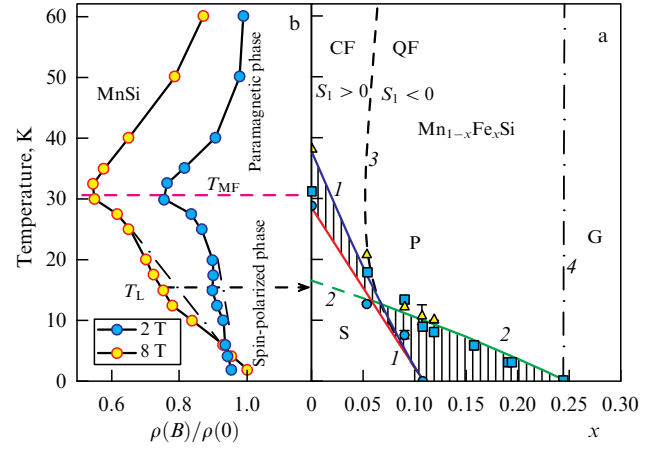 b
a
60
50
40
30
20
10
0
Temperature, K
MnSi
Paramagnetic phase
Spin-polarized phase
T_MF
T_L
2 T
8 T
0.6 0.8 1.0
ρ(B)/ρ(0)
CF QF
S₁ > 0 S₁ < 0
Mn₁₋ₓFeₓSi
1
3
P
G
4
2
S
2
1
0 0.05 0.10 0.15 0.20 0.25 0.30
x